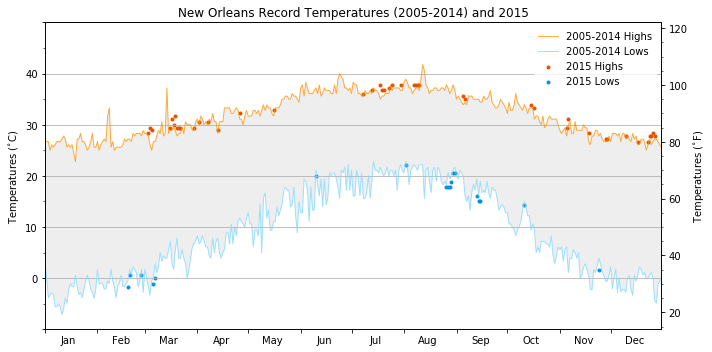 New Orleans Record Temperatures (2005-2014) and 2015
2005-2014 Highs
2005-2014 Lows
2015 Highs
2015 Lows
Temperatures (°C)
40
30
20
10
0
Temperatures (°F)
120
100
80
60
40
20
Jan Feb Mar Apr May Jun Jul Aug Sep Oct Nov Dec